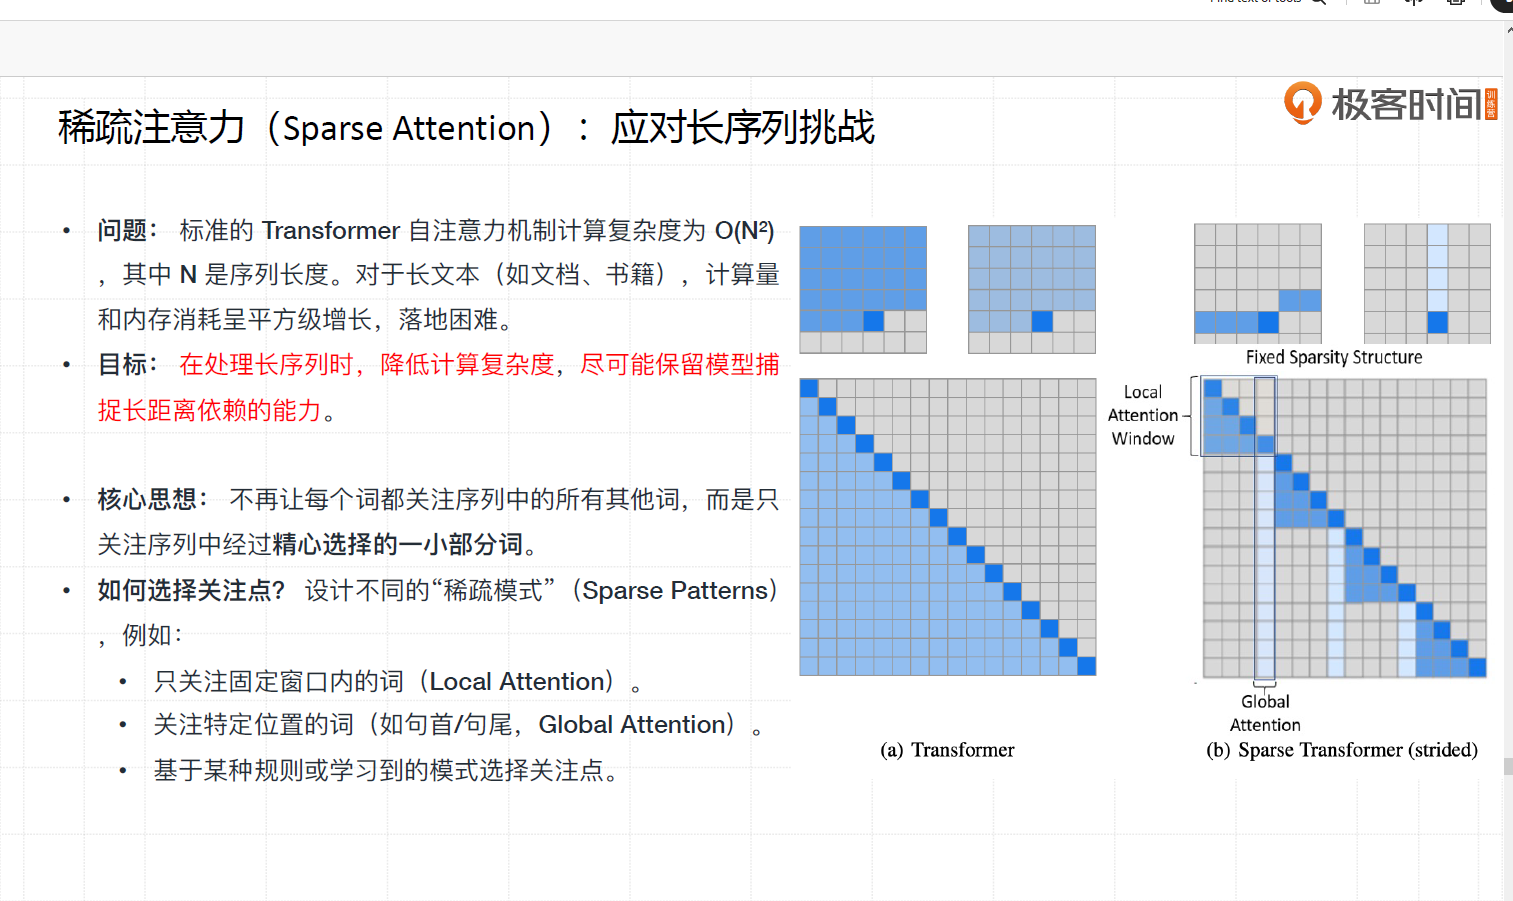 Find text or tools
极客时间
训练营
稀疏注意力（Sparse Attention）：应对长序列挑战
• 问题： 标准的 Transformer 自注意力机制计算复杂度为 O(N²)
，其中 N 是序列长度。对于长文本（如文档、书籍），计算量
和内存消耗呈平方级增长，落地困难。
• 目标： 在处理长序列时，降低计算复杂度，尽可能保留模型捕
捉长距离依赖的能力。
• 核心思想： 不再让每个词都关注序列中的所有其他词，而是只
关注序列中经过精心选择的一小部分词。
• 如何选择关注点？ 设计不同的“稀疏模式”（Sparse Patterns）
，例如：
• 只关注固定窗口内的词（Local Attention）。
• 关注特定位置的词（如句首/句尾，Global Attention）。
• 基于某种规则或学习到的模式选择关注点。
(a) Transformer
Fixed Sparsity Structure
Local
Attention
Window
Global
Attention
(b) Sparse Transformer (strided)